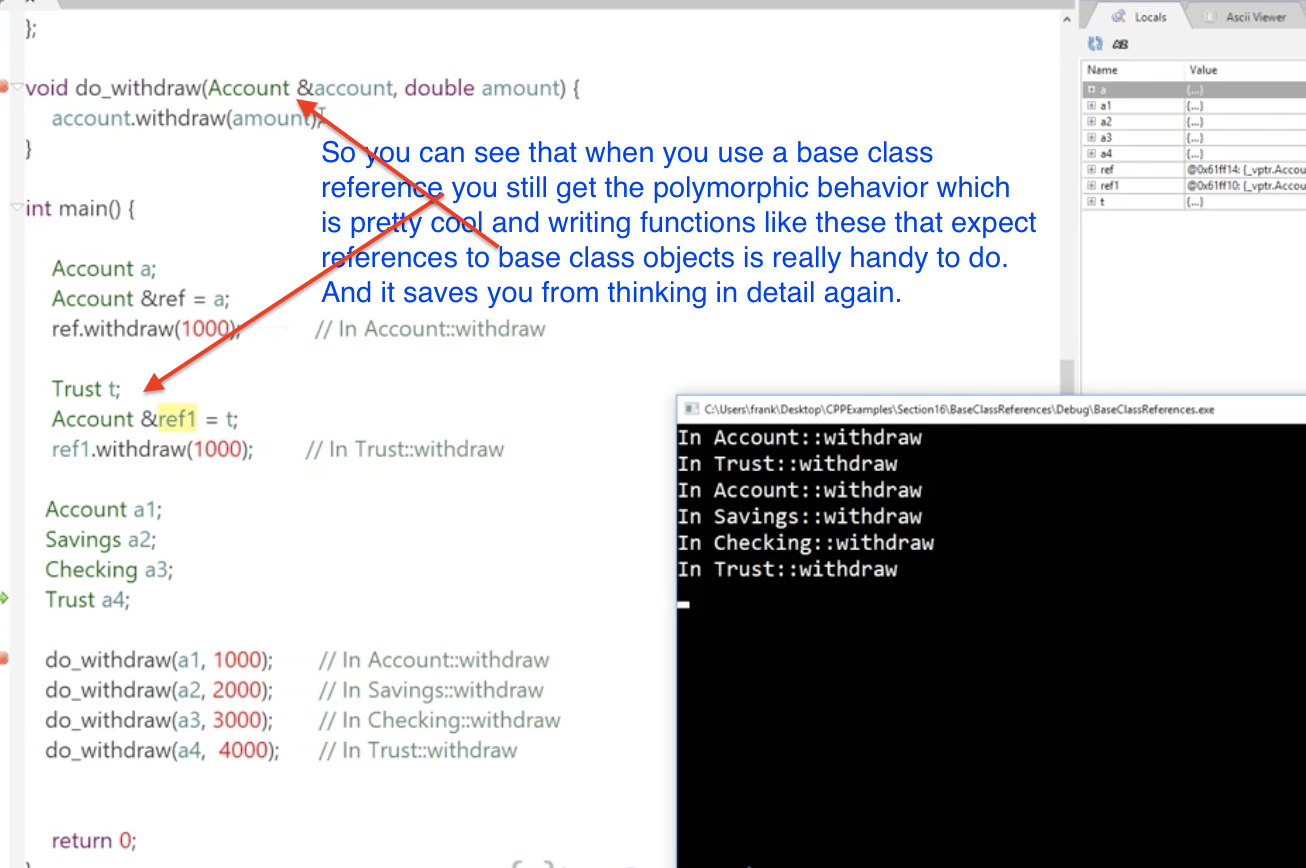 };
void do_withdraw(Account &account, double amount) {
account.withdraw(amount);
}
So you can see that when you use a base class
reference you still get the polymorphic behavior which
is pretty cool and writing functions like these that expect
references to base class objects is really handy to do.
And it saves you from thinking in detail again.
int main() {
Account a;
Account &ref = a;
ref.withdraw(1000); // In Account::withdraw
Trust t;
Account &ref1 = t;
ref1.withdraw(1000); // In Trust::withdraw
Account a1;
Savings a2;
Checking a3;
Trust a4;
do_withdraw(a1, 1000); // In Account::withdraw
do_withdraw(a2, 2000); // In Savings::withdraw
do_withdraw(a3, 3000); // In Checking::withdraw
do_withdraw(a4, 4000); // In Trust::withdraw
return 0;
Locals Ascii Viewer
Name Value
a {...}
a1 {...}
a2 {...}
a3 {...}
a4 {...}
ref @0x61ff14: {_vptr.Accou
ref1 @0x61ff10: {_vptr.Accou
t {...}
C:\Users\frank\Desktop\CPPExamples\Section16\BaseClassReferences\Debug\BaseClassReferences.exe
In Account::withdraw
In Trust::withdraw
In Account::withdraw
In Savings::withdraw
In Checking::withdraw
In Trust::withdraw